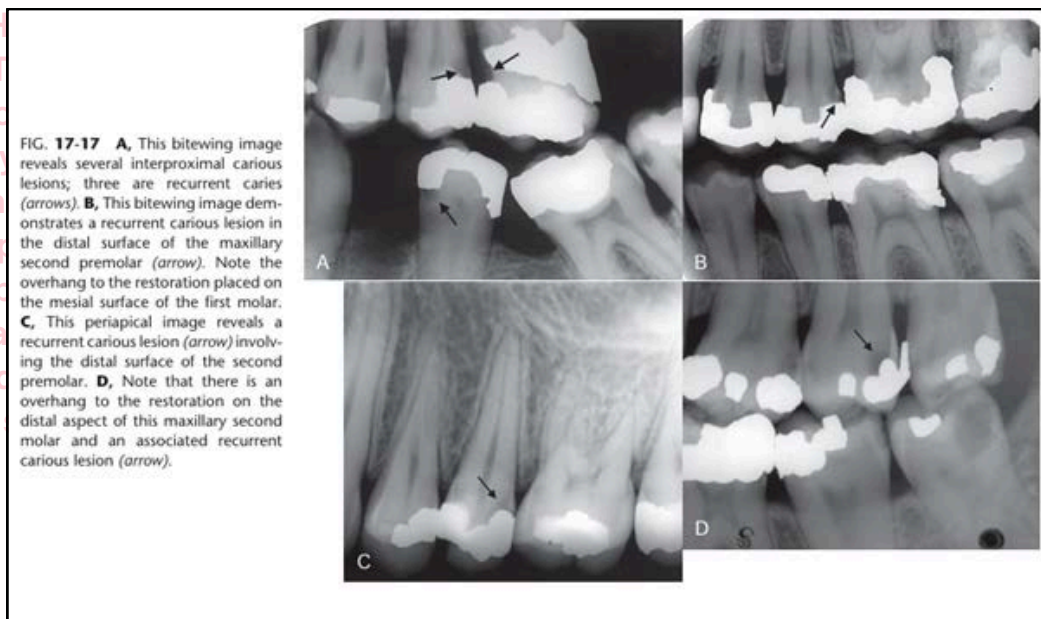 FIG. 17-17 A, This bitewing image
reveals several interproximal carious
lesions; three are recurrent caries
(arrows). B, This bitewing image dem-
onstrates a recurrent carious lesion in
the distal surface of the maxillary
second premolar (arrow). Note the
overhang to the restoration placed on
the mesial surface of the first molar.
C, This periapical image reveals a
recurrent carious lesion (arrow) involv-
ing the distal surface of the second
premolar. D, Note that there is an
overhang to the restoration on the
distal aspect of this maxillary second
molar and an associated recurrent
carious lesion (arrow).
A
B
C
D